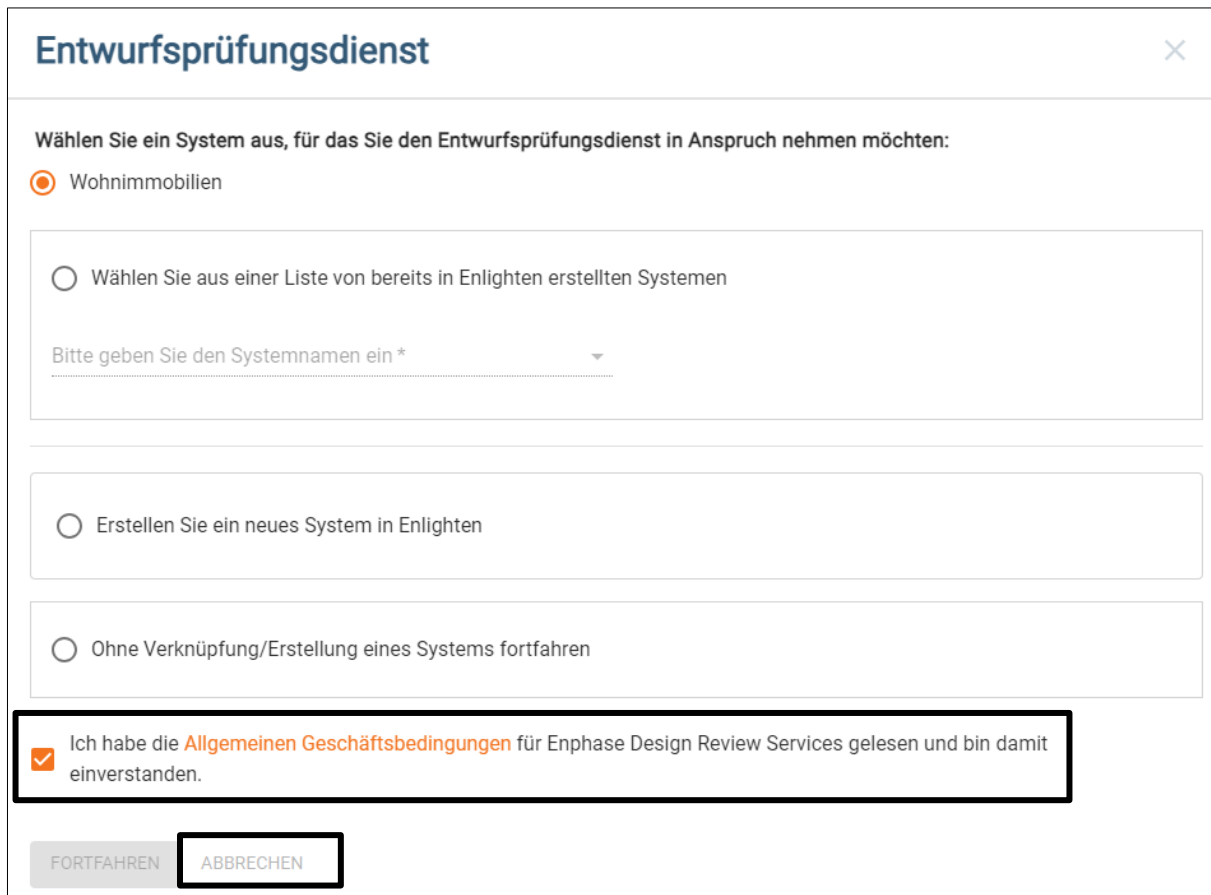 Entwurfsprüfungsdienst
Wählen Sie ein System aus, für das Sie den Entwurfsprüfungsdienst in Anspruch nehmen möchten:
Wohnimmobilien
Wählen Sie aus einer Liste von bereits in Enlighten erstellten Systemen
Bitte geben Sie den Systemnamen ein *
Erstellen Sie ein neues System in Enlighten
Ohne Verknüpfung/Erstellung eines Systems fortfahren
Ich habe die Allgemeinen Geschäftsbedingungen für Enphase Design Review Services gelesen und bin damit
einverstanden.
FORTFAHREN ABBRECHEN